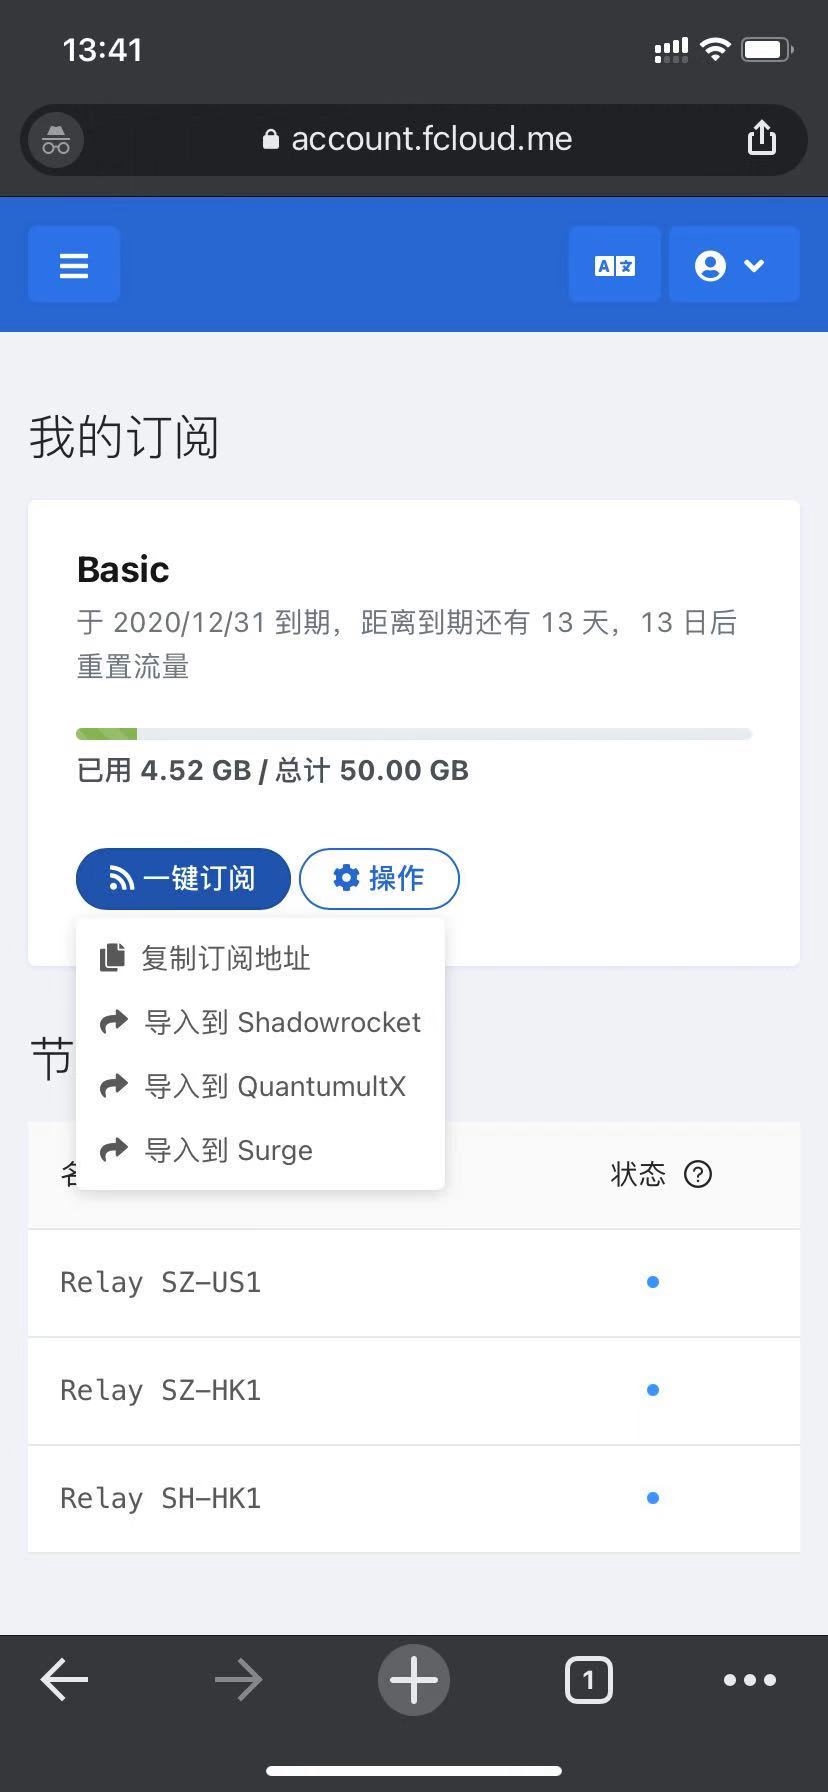 13:41
account.fcloud.me
我的订阅
Basic
于 2020/12/31 到期，距离到期还有 13 天，13 日后
重置流量
已用 4.52 GB / 总计 50.00 GB
一键订阅 操作
复制订阅地址
导入到 Shadowrocket
导入到 QuantumultX
导入到 Surge
节
状态
Relay SZ-US1
Relay SZ-HK1
Relay SH-HK1
1